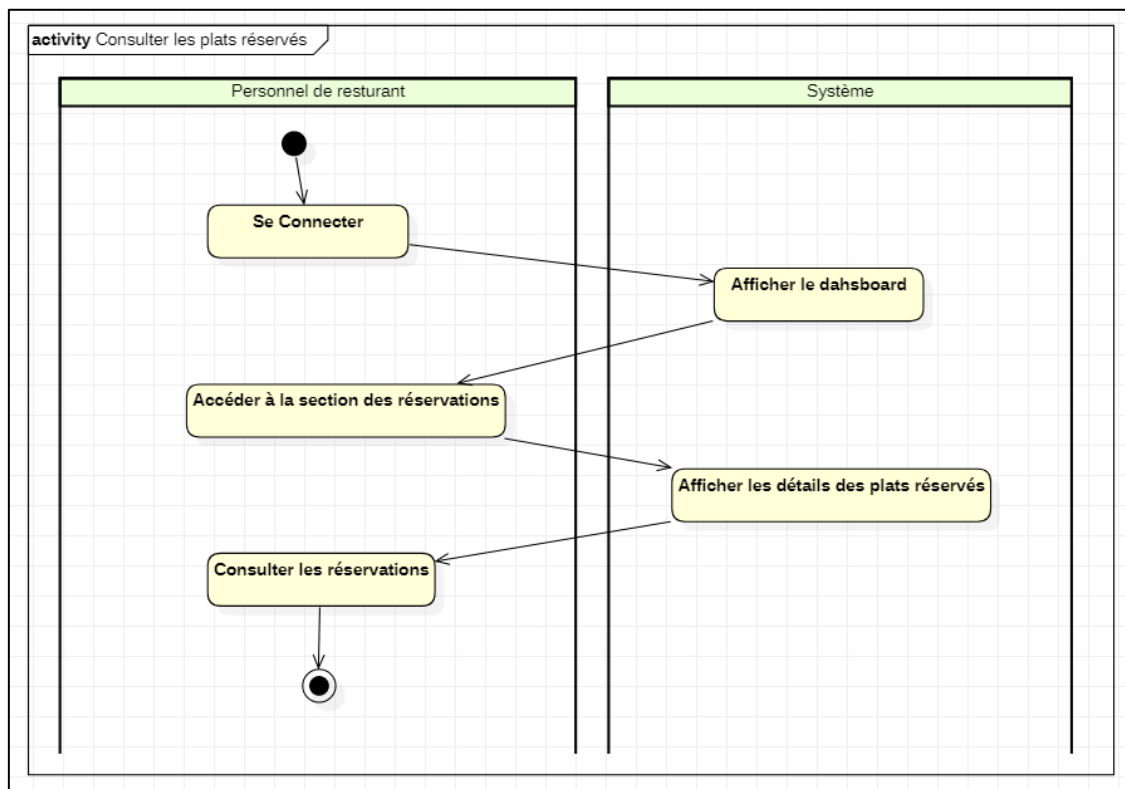 activity Consulter les plats réservés
Personnel de resturant
Système
Se Connecter
Afficher le dahsboard
Accéder à la section des réservations
Afficher les détails des plats réservés
Consulter les réservations